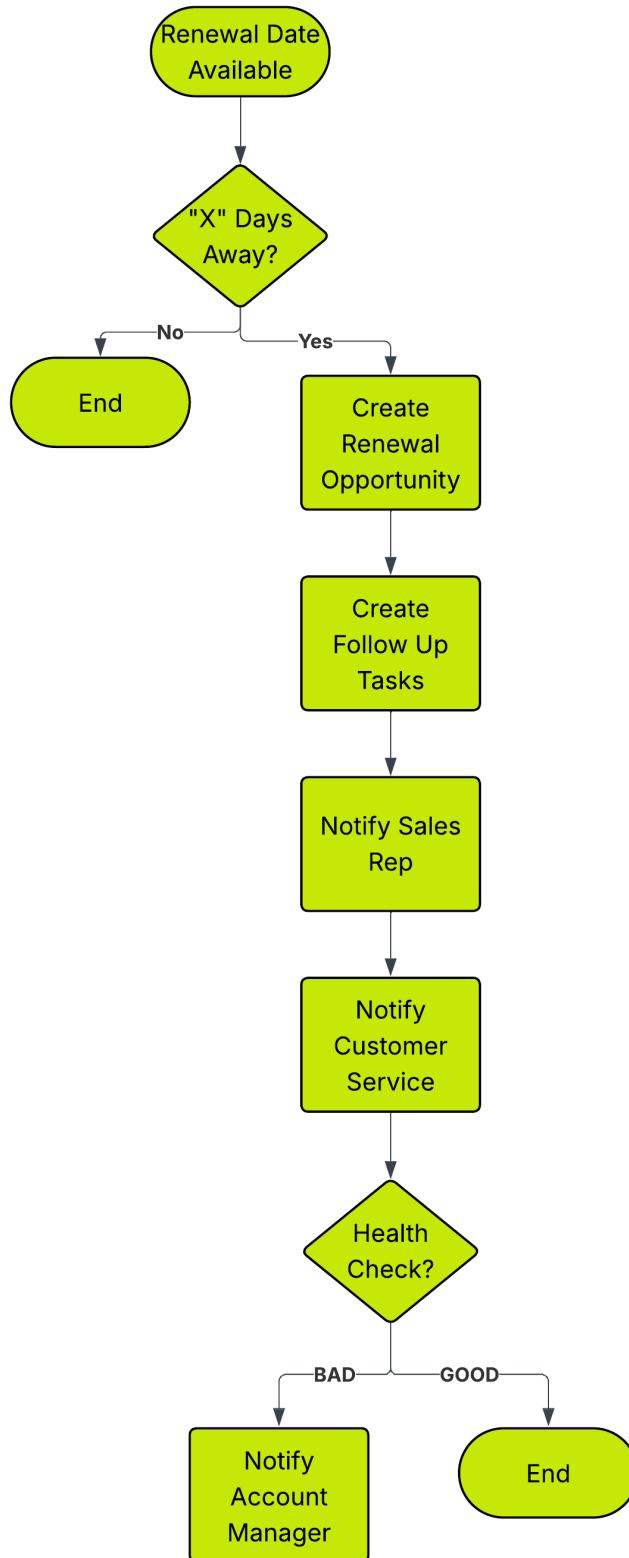 Renewal Date
Available
"X" Days
Away?
No
Yes
End
Create
Renewal
Opportunity
Create
Follow Up
Tasks
Notify Sales
Rep
Notify
Customer
Service
Health
Check?
BAD
GOOD
Notify
Account
Manager
End